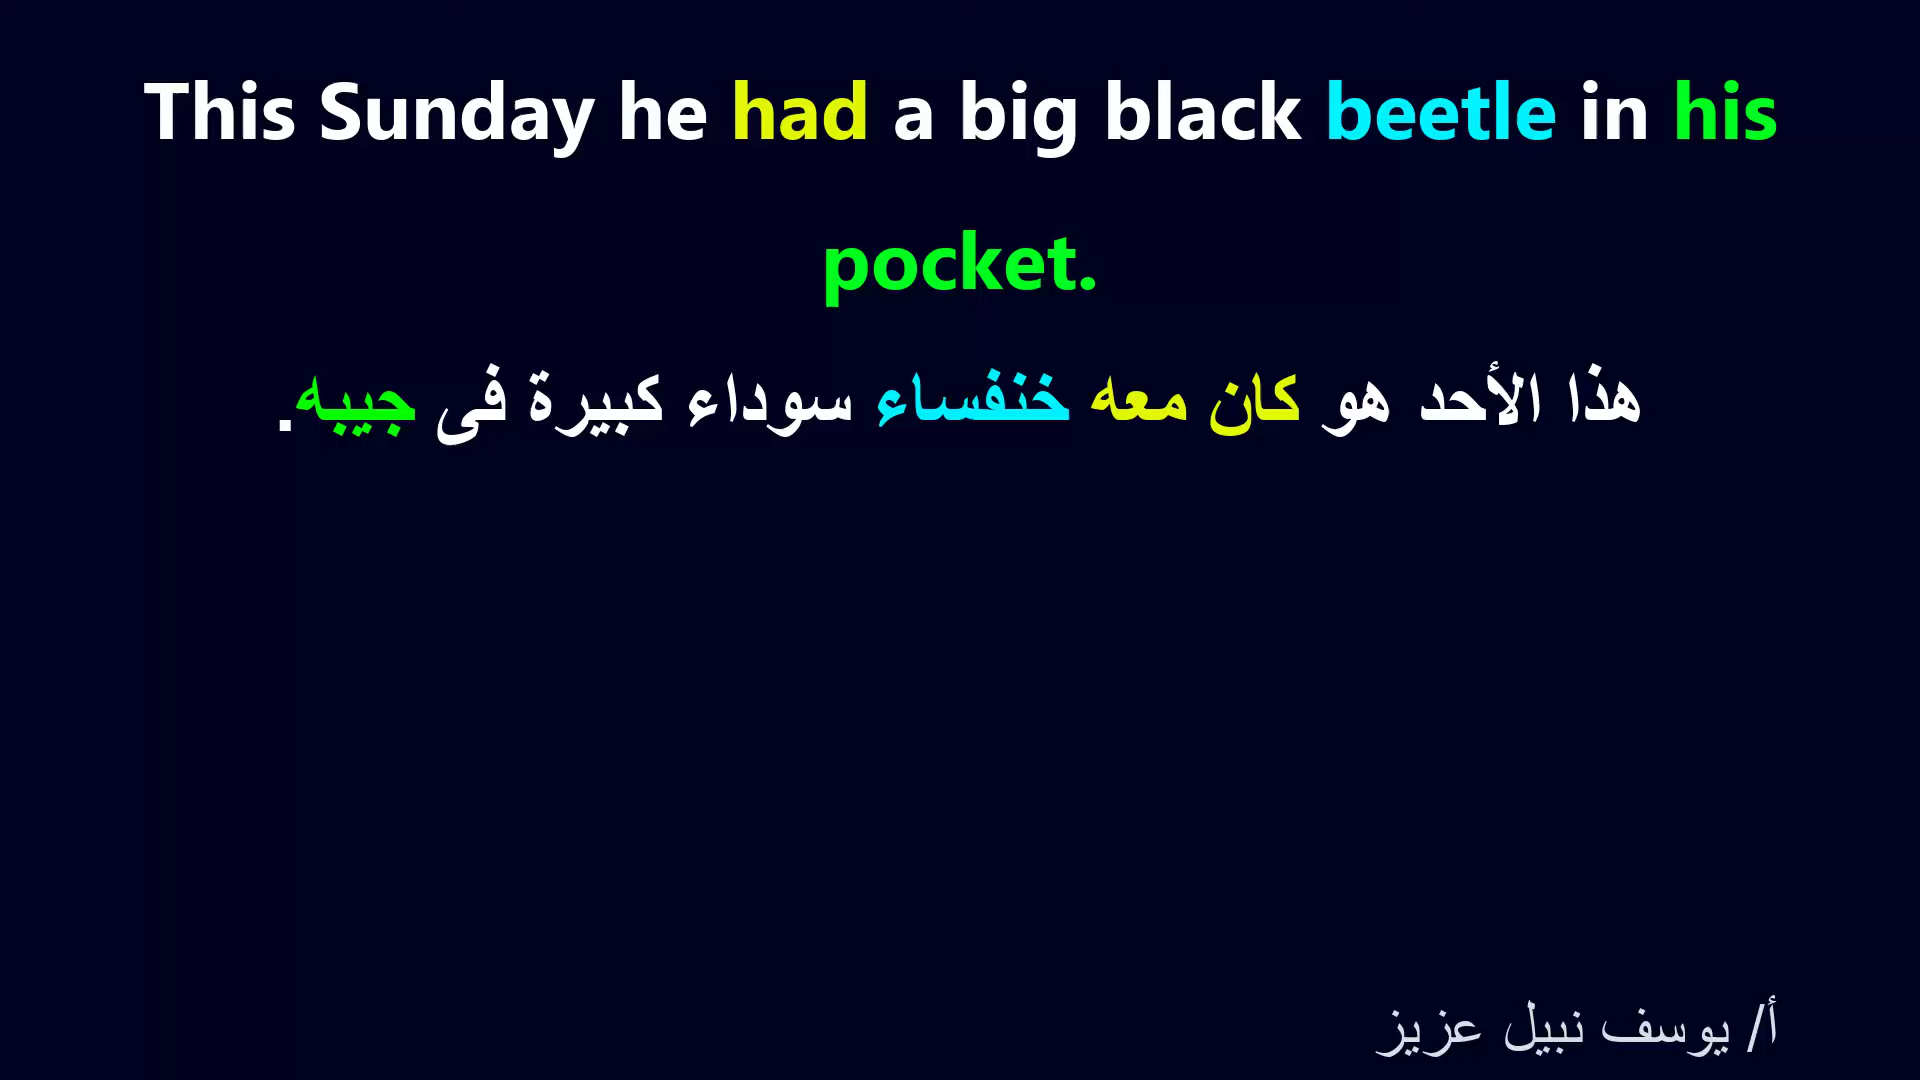 This Sunday he had a big black beetle in his
pocket.
هذا الأحد هو كان معه خنفساء سوداء كبيرة فى جيبه.
أ/ يوسف نبيل عزيز